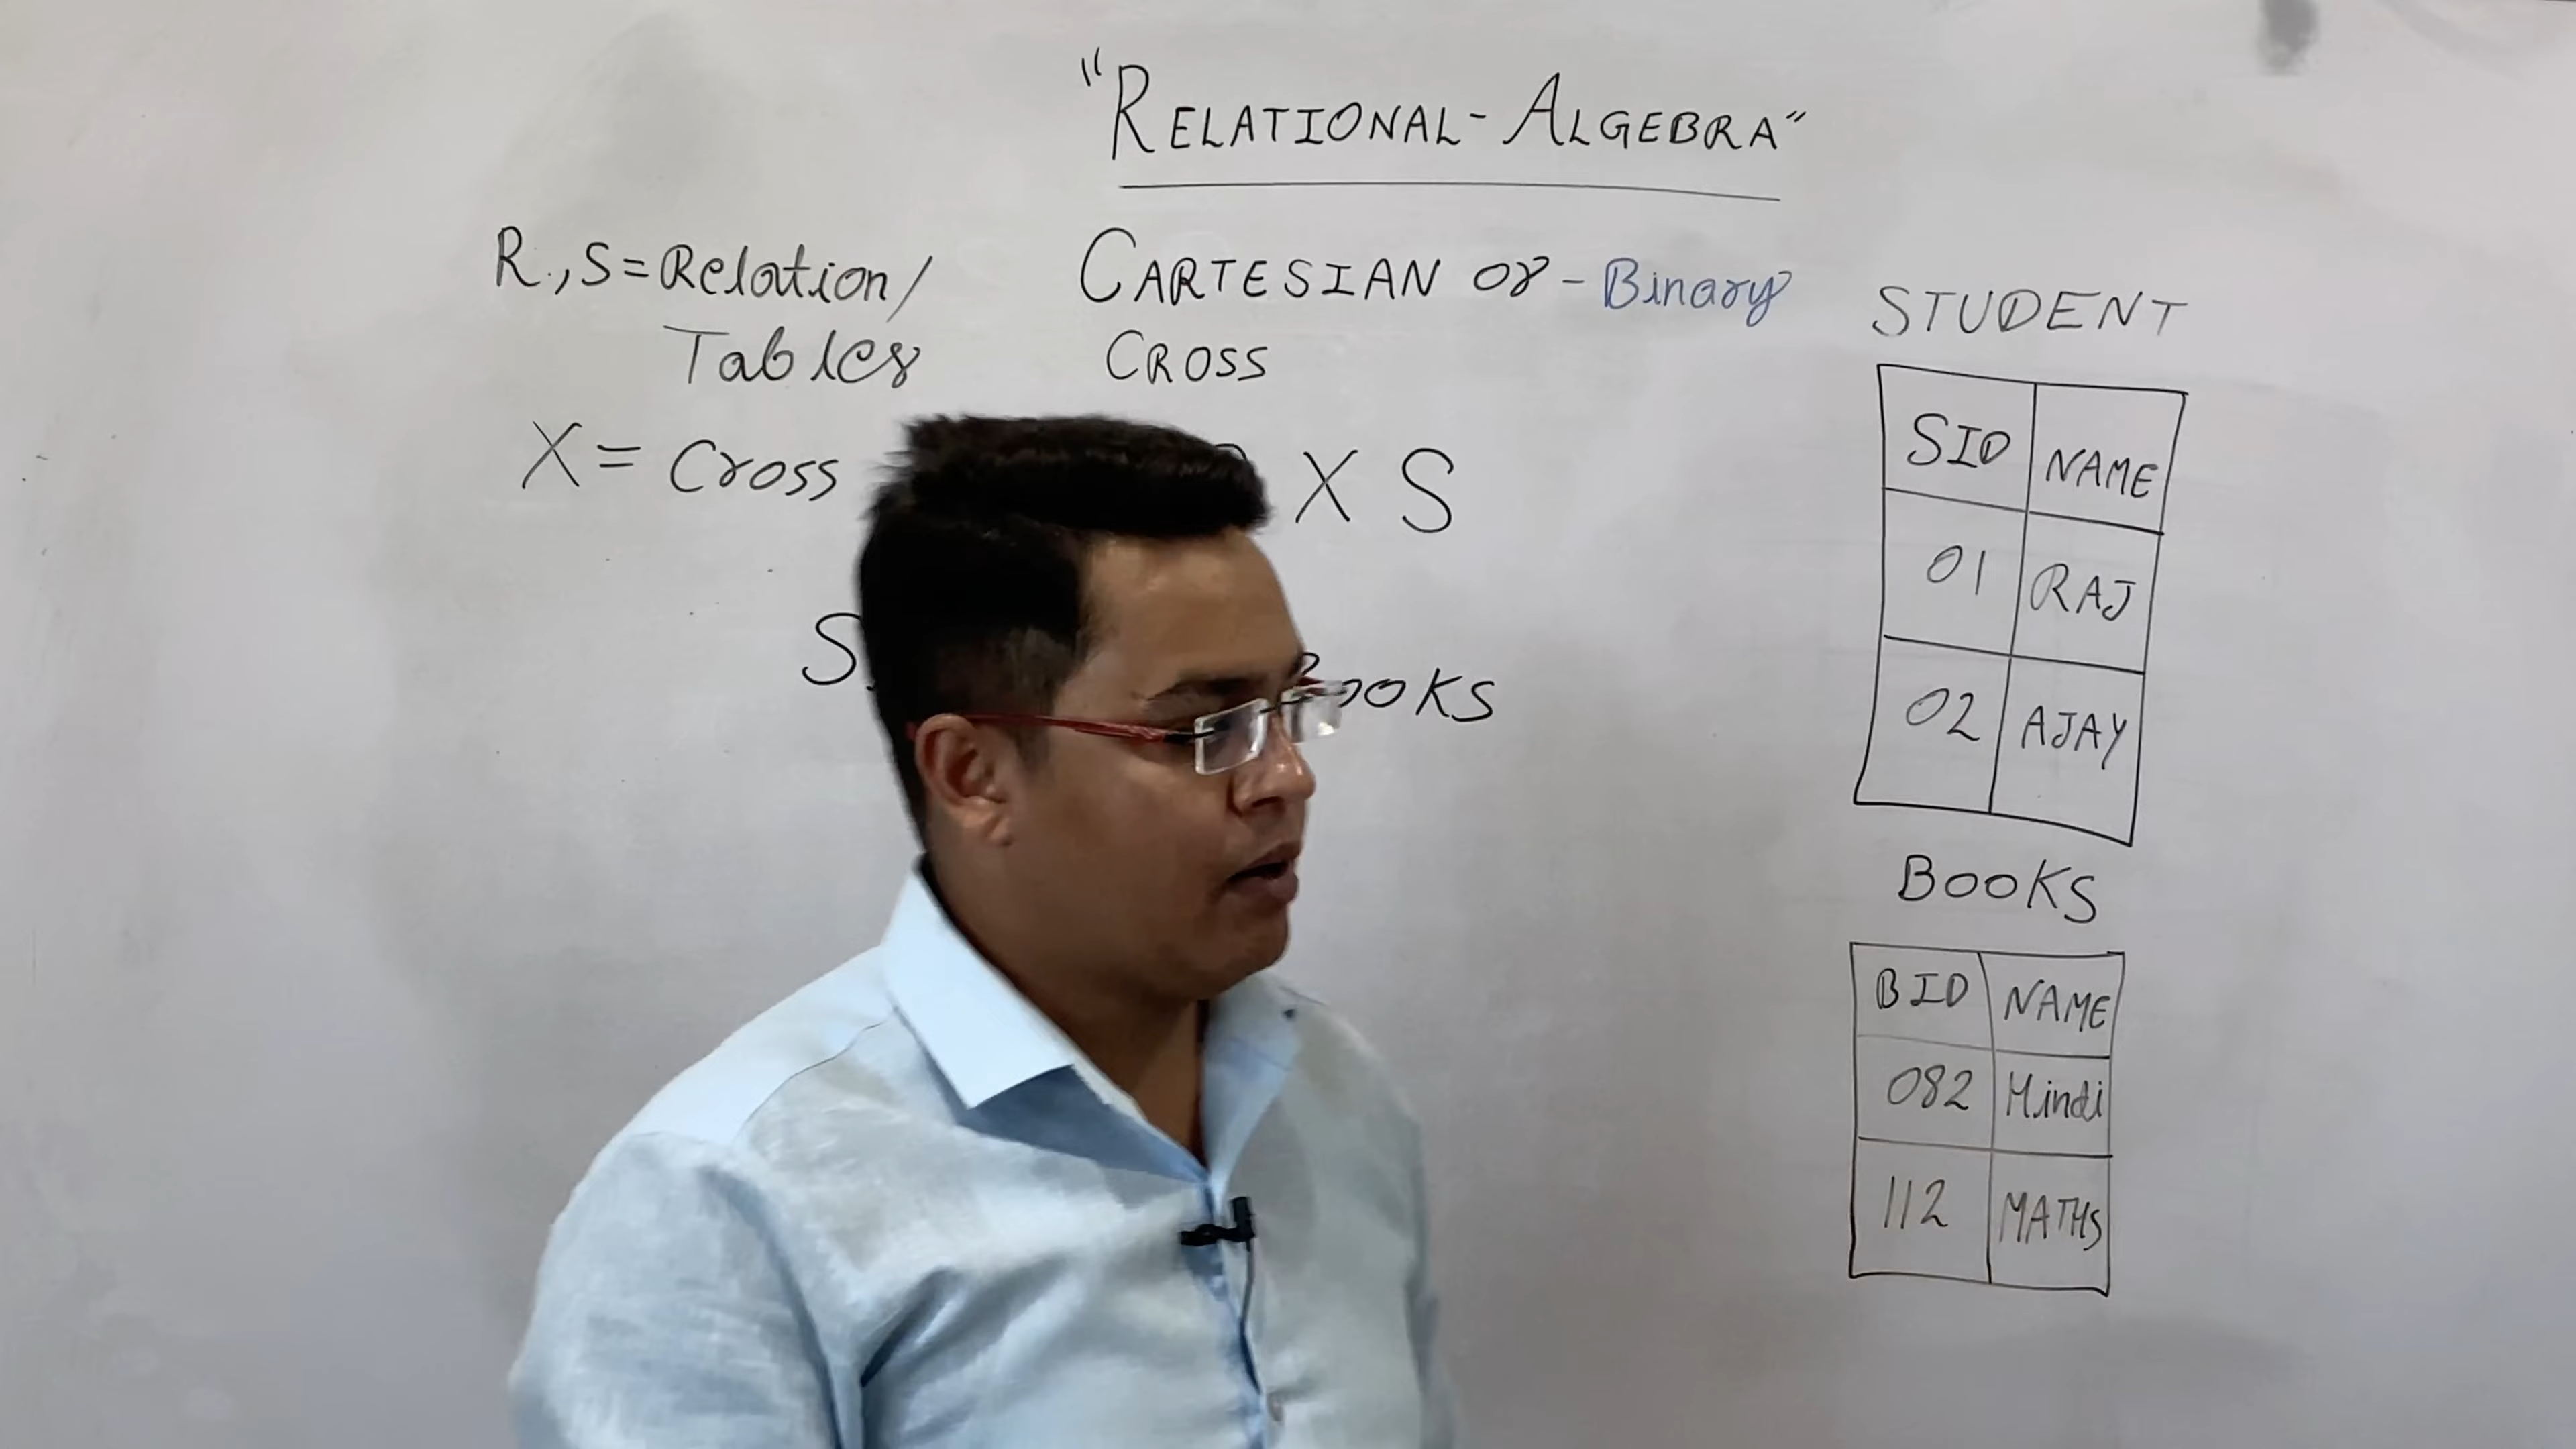 "RELATIONAL-ALGEBRA"
R.,S=Relation/
Tables
X= Cross
CARTESIAN or - Binary
CROSS
X S
BOOKS
STUDENT
SID NAME
01 RAJ
02 AJAY
BOOKS
BID NAME
082 Hindi
112 MATHS